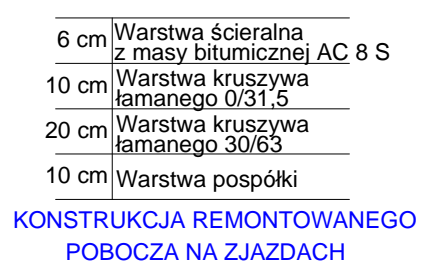 6 cm Warstwa ścieralna
z masy bitumicznej AC 8 S
10 cm Warstwa kruszywa
łamanego 0/31,5
20 cm Warstwa kruszywa
łamanego 30/63
10 cm Warstwa pospółki
KONSTRUKCJA REMONTOWANEGO
POBOCZA NA ZJAZDACH